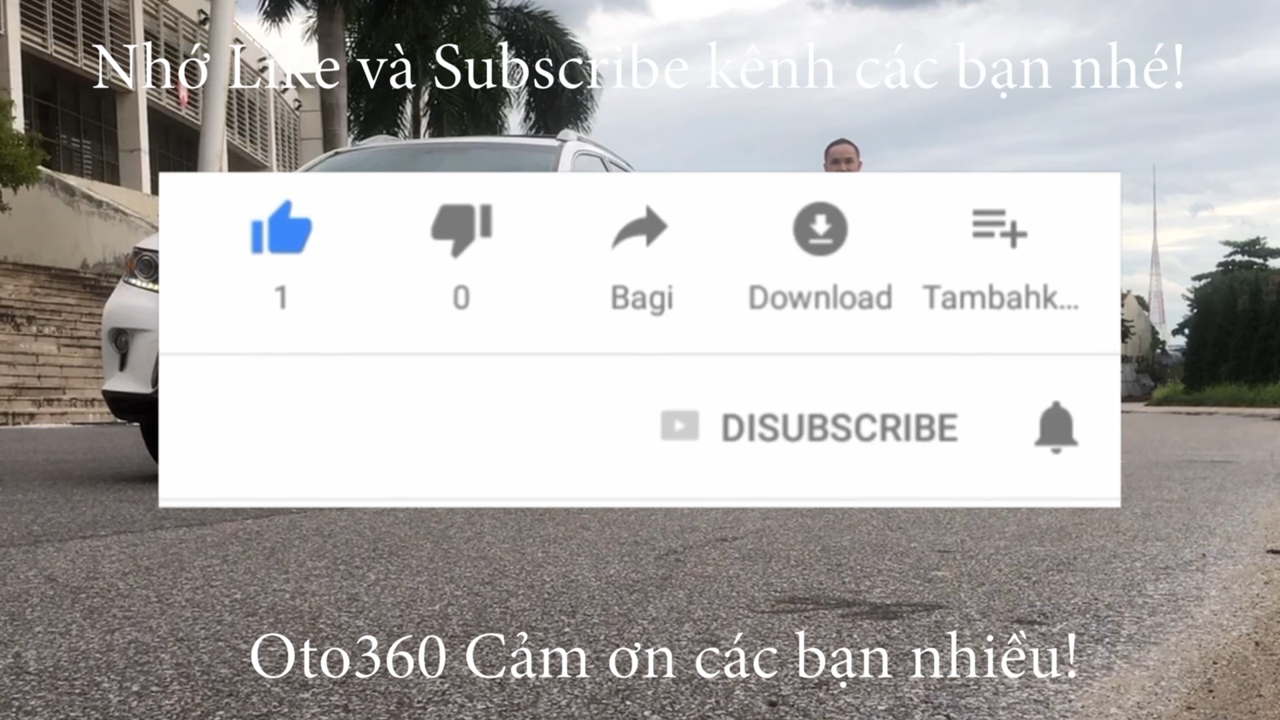 Nhớ Like và Subscribe kênh các bạn nhé!
1 0 Bagi Download Tambahk...
DISUBSCRIBE
Oto360 Cảm ơn các bạn nhiều!